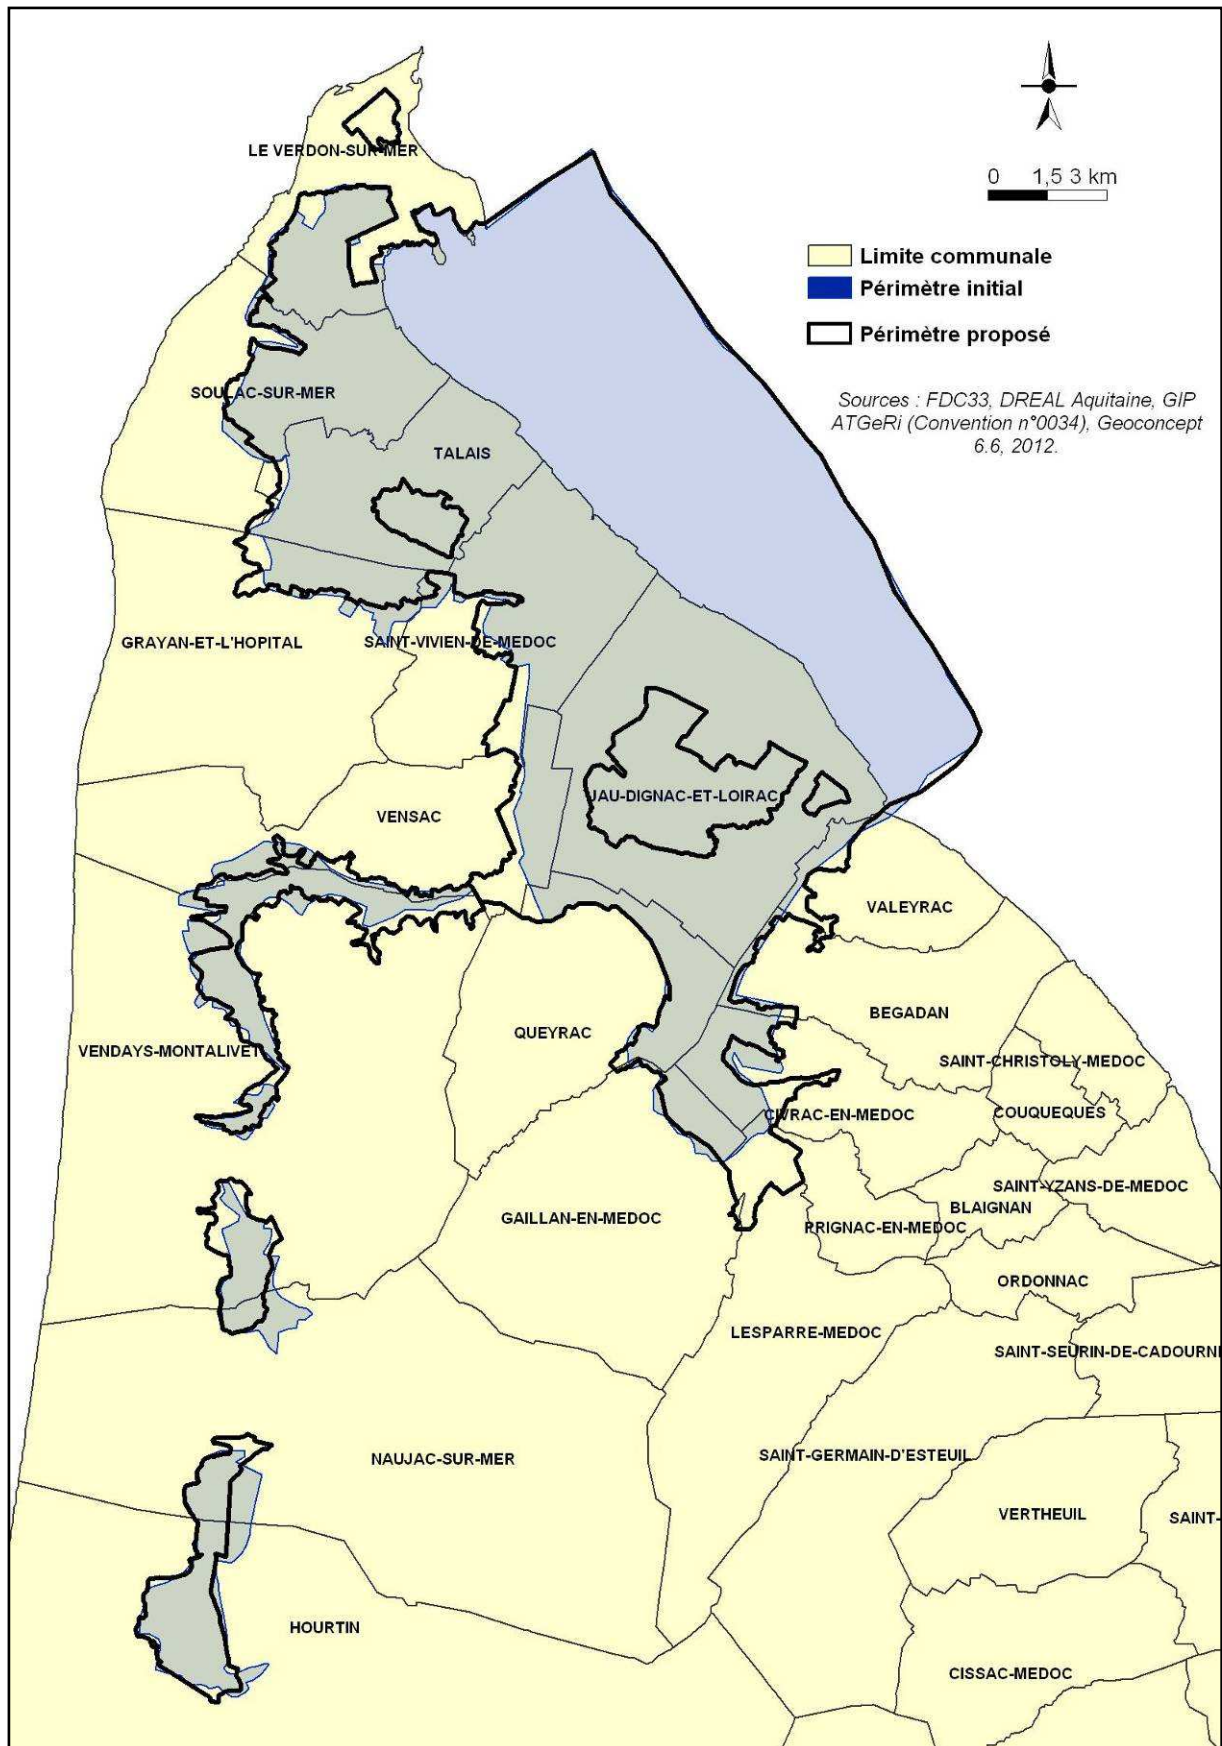 LE VERDON-SUR-MER
0 1,5 3 km
Limite communale
Périmètre initial
Périmètre proposé
Sources : FDC33, DREAL Aquitaine, GIP
ATGeRi (Convention n°0034), Geoconcept
6.6, 2012.
SOULAC-SUR-MER
TALAIS
GRAYAN-ET-L'HOPITAL
SAINT-VIVIEN-DE-MEDOC
JAU-DIGNAC-ET-LOIRAC
VENSAC
VALEYRAC
BEGADAN
QUEYRAC
VENDAYS-MONTALIVET
SAINT-CHRISTOLY-MEDOC
CIVRAC-EN-MEDOC
COUQUEQUES
SAINT-YZANS-DE-MEDOC
BLAIGNAN
GAILLAN-EN-MEDOC
PRIGNAC-EN-MEDOC
ORDONNAC
LESPARRE-MEDOC
SAINT-SEURIN-DE-CADOURNE
NAUJAC-SUR-MER
SAINT-GERMAIN-D'ESTEUIL
VERTHEUIL
SAINT-
HOURTIN
CISSAC-MEDOC